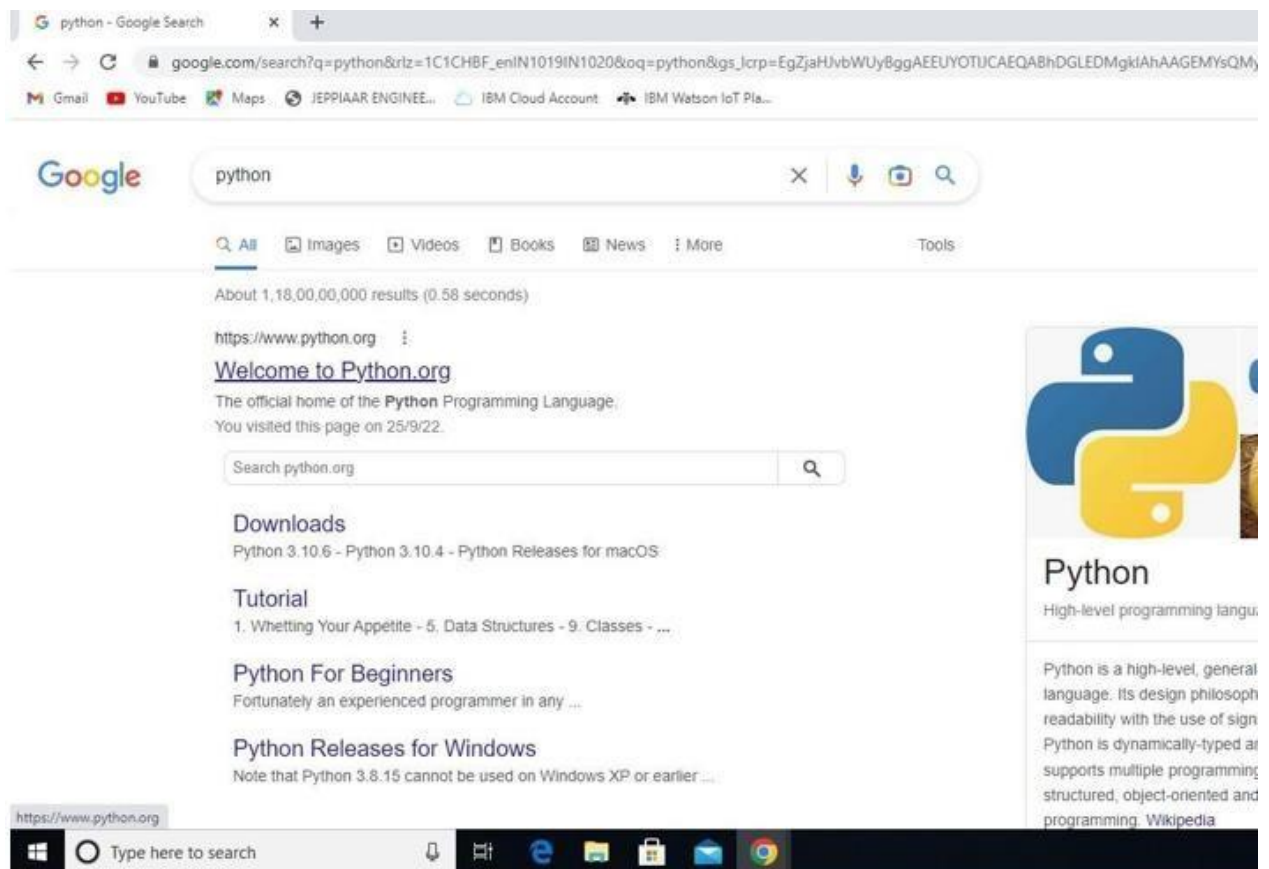 python - Google Search
google.com/search?q=python&rlz=1C1CHBF_enIN1019IN1020&oq=python&gs_lcrp=EgZjaHJvbWUyBggAEEUYOTIJCAEQABhDGLEDMgkIAhAAGEMYsQMy
Gmail YouTube Maps JEPPIAAR ENGINEE... IBM Cloud Account IBM Watson IoT Pla...
Google
python
All Images Videos Books News More Tools
About 1,18,00,00,000 results (0.58 seconds)
https://www.python.org
Welcome to Python.org
The official home of the Python Programming Language.
You visited this page on 25/9/22.
Search python.org
Downloads
Python 3.10.6 - Python 3.10.4 - Python Releases for macOS
Tutorial
1. Whetting Your Appetite - 5. Data Structures - 9. Classes - ...
Python For Beginners
Fortunately an experienced programmer in any ...
Python Releases for Windows
Note that Python 3.8.15 cannot be used on Windows XP or earlier ...
Python
High-level programming langu
Python is a high-level, general
language. Its design philosoph
readability with the use of sign
Python is dynamically-typed a
supports multiple programming
structured, object-oriented and
programming. Wikipedia
https://www.python.org
Type here to search